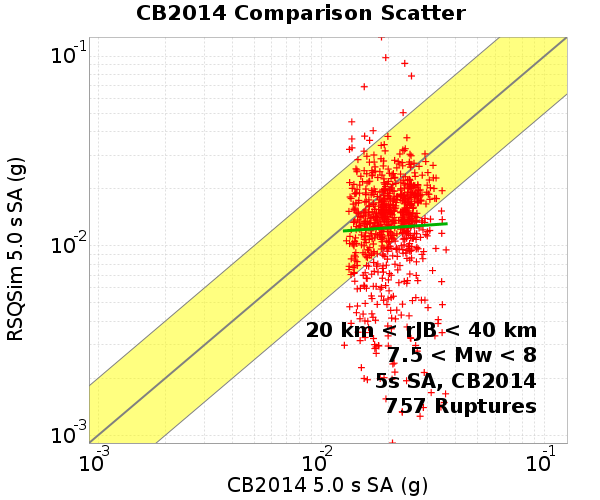 CB2014 Comparison Scatter
RSQSim 5.0 s SA (g)
10-1
10-2
10-3
20 km < rJB < 40 km
7.5 < Mw < 8
5s SA, CB2014
757 Ruptures
10-3 10-2 10-1
CB2014 5.0 s SA (g)